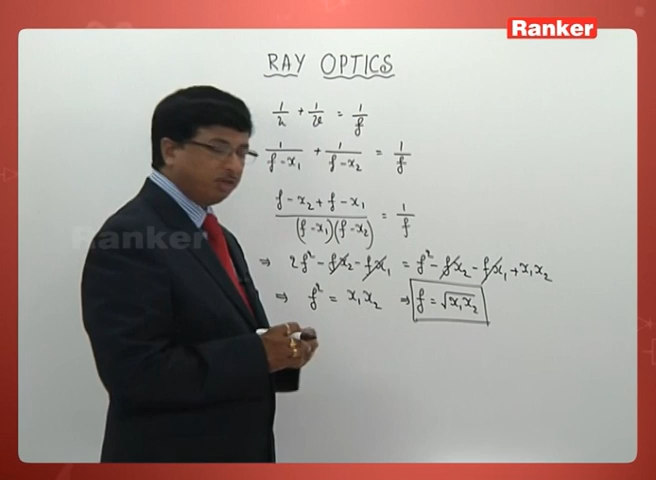 Ranker
RAY OPTICS
1/u + 1/v = 1/f
1/(f-x₁) + 1/(f-x₂) = 1/f
(f-x₂+f-x₁)/((f-x₁)(f-x₂)) = 1/f
⇒ 2f² - fx₂ - fx₁ = f² - fx₂ - fx₁ + x₁x₂
⇒ f² = x₁x₂ ⇒ f = √x₁x₂
Ranker